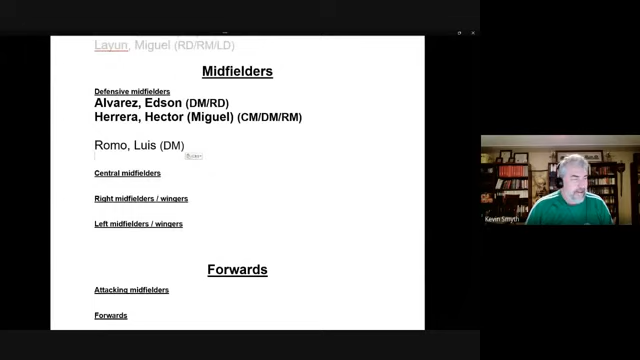 Layun, Miguel (RD/RM/LD)
Midfielders
Defensive midfielders
Alvarez, Edson (DM/RD)
Herrera, Hector (Miguel) (CM/DM/RM)
Romo, Luis (DM)
Central midfielders
Right midfielders / wingers
Left midfielders / wingers
Forwards
Attacking midfielders
Forwards
Kevin Smyth